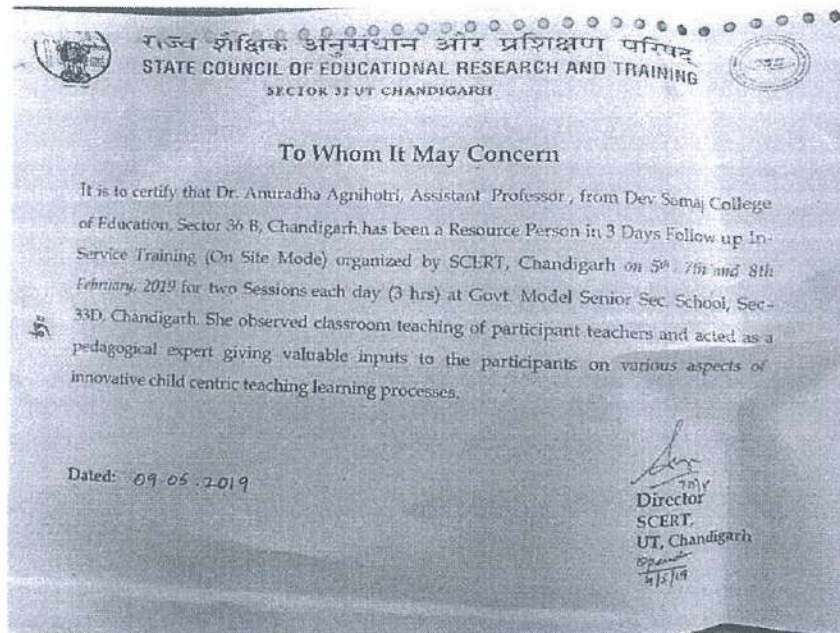 राज्य शैक्षिक अनुसंधान और प्रशिक्षण परिषद्
STATE COUNCIL OF EDUCATIONAL RESEARCH AND TRAINING
SECTOR 32 UT CHANDIGARH
To Whom It May Concern
It is to certify that Dr. Anuradha Agnihotri, Assistant Professor, from Dev Samaj College
of Education, Sector 36 B, Chandigarh has been a Resource Person in 3 Days Follow up In-
Service Training (On Site Mode) organized by SCERT, Chandigarh on 5th 7th and 8th
February, 2019 for two Sessions each day (3 hrs) at Govt. Model Senior Sec. School, Sec-
33D, Chandigarh. She observed classroom teaching of participant teachers and acted as a
pedagogical expert giving valuable inputs to the participants on various aspects of
innovative child centric teaching learning processes.
Dated: 09.05.2019
Director
SCERT,
UT, Chandigarh